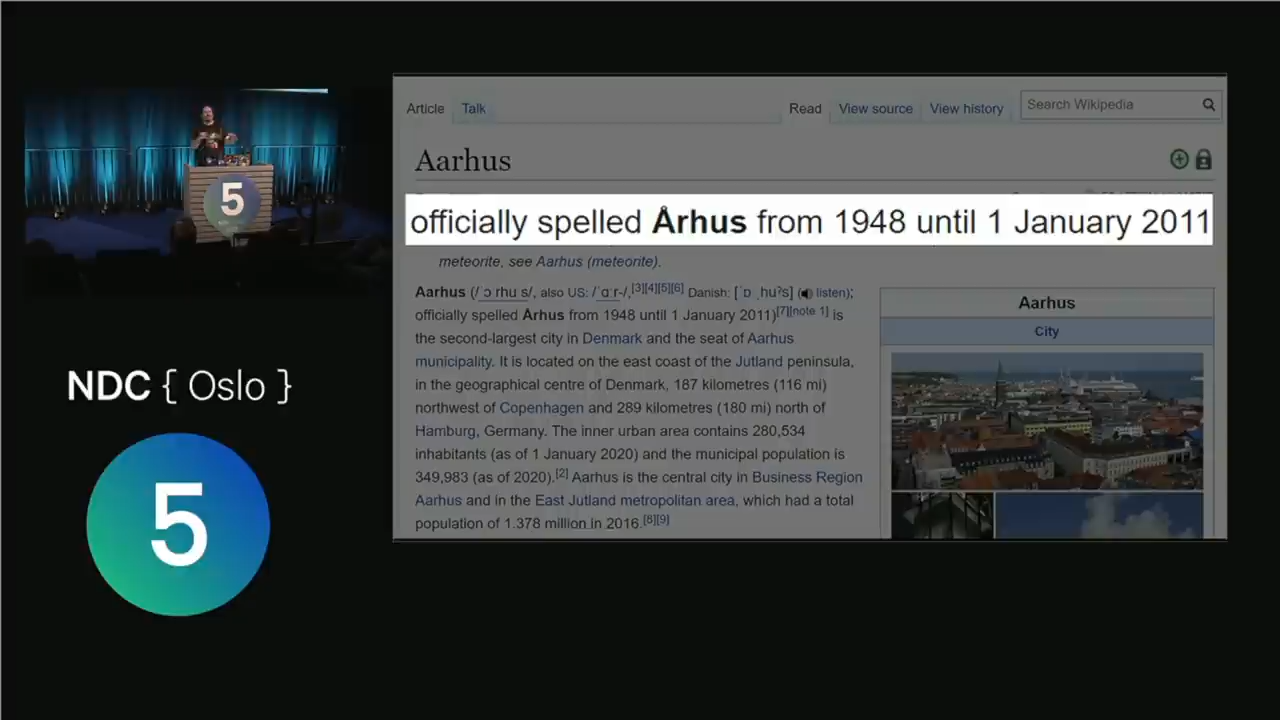 5
NDC { Oslo }
5
Article Talk Read View source View history Search Wikipedia
Aarhus
officially spelled Århus from 1948 until 1 January 2011
meteorite, see Aarhus (meteorite).
Aarhus (/ˈɔːrhuːs/, also US: /ˈɑːr-/,[3][4][5][6] Danish: [ˈɒːˌhuˀs] (listen);
officially spelled Århus from 1948 until 1 January 2011)[7][note 1] is
the second-largest city in Denmark and the seat of Aarhus
municipality. It is located on the east coast of the Jutland peninsula,
in the geographical centre of Denmark, 187 kilometres (116 mi)
northwest of Copenhagen and 289 kilometres (180 mi) north of
Hamburg, Germany. The inner urban area contains 280,534
inhabitants (as of 1 January 2020) and the municipal population is
349,983 (as of 2020).[2] Aarhus is the central city in Business Region
Aarhus and in the East Jutland metropolitan area, which had a total
population of 1.378 million in 2016.[8][9]
Aarhus
City